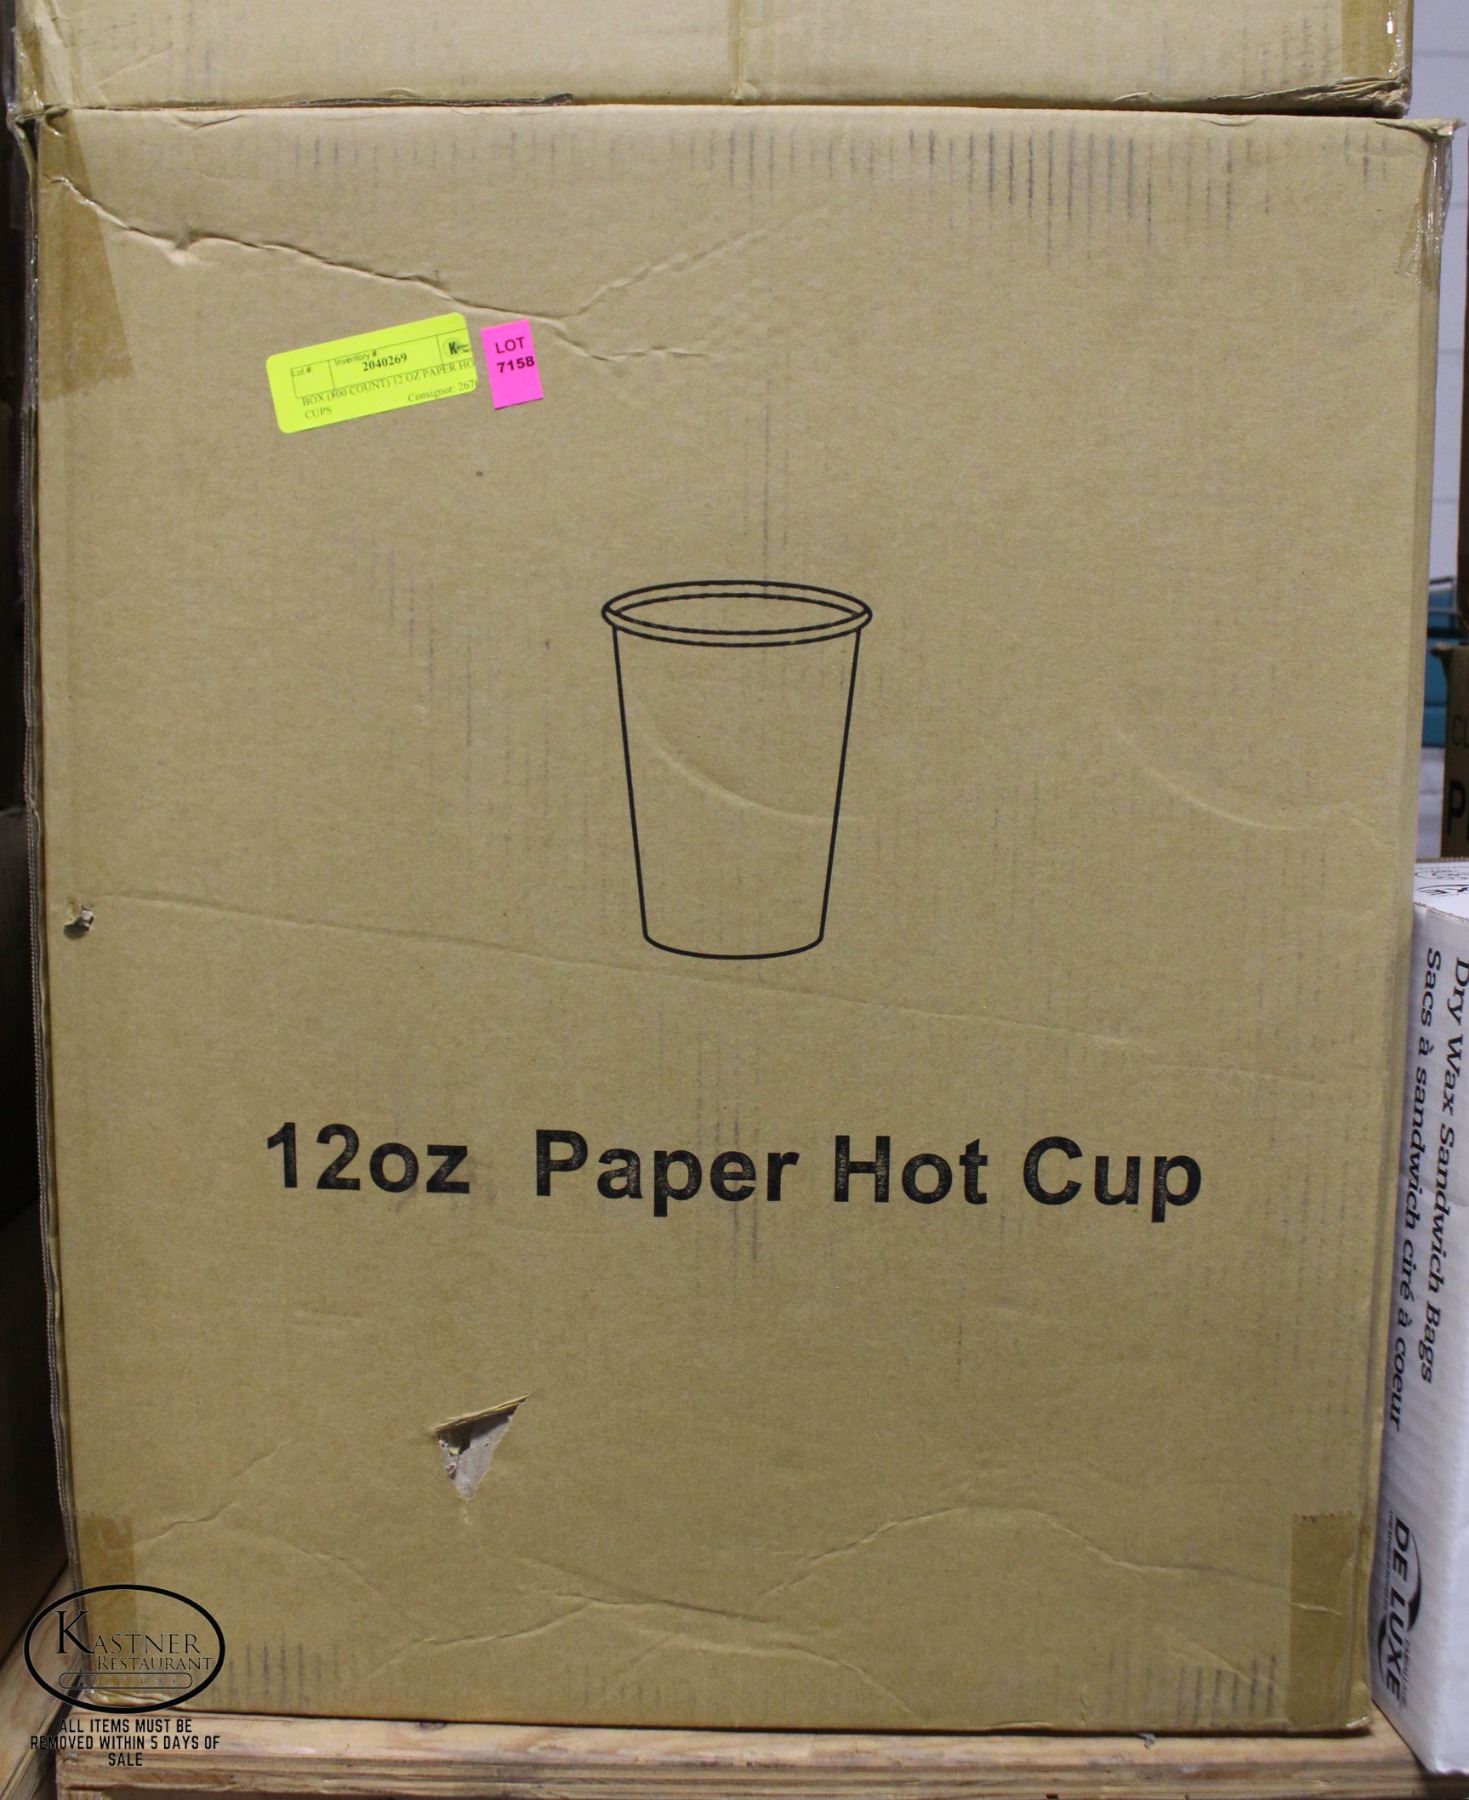 Lot #
Inventory #
2040269
BOX (500 COUNT) 12 OZ PAPER HO
CUPS
Consignor: 267
LOT
7158
12oz Paper Hot Cup
Dry Wax Sandwich Bags
Sacs à sandwich ciré à coeur
DE LUXE
P
KASTNER
RESTAURANT
ALL ITEMS MUST BE
REMOVED WITHIN 5 DAYS OF
SALE